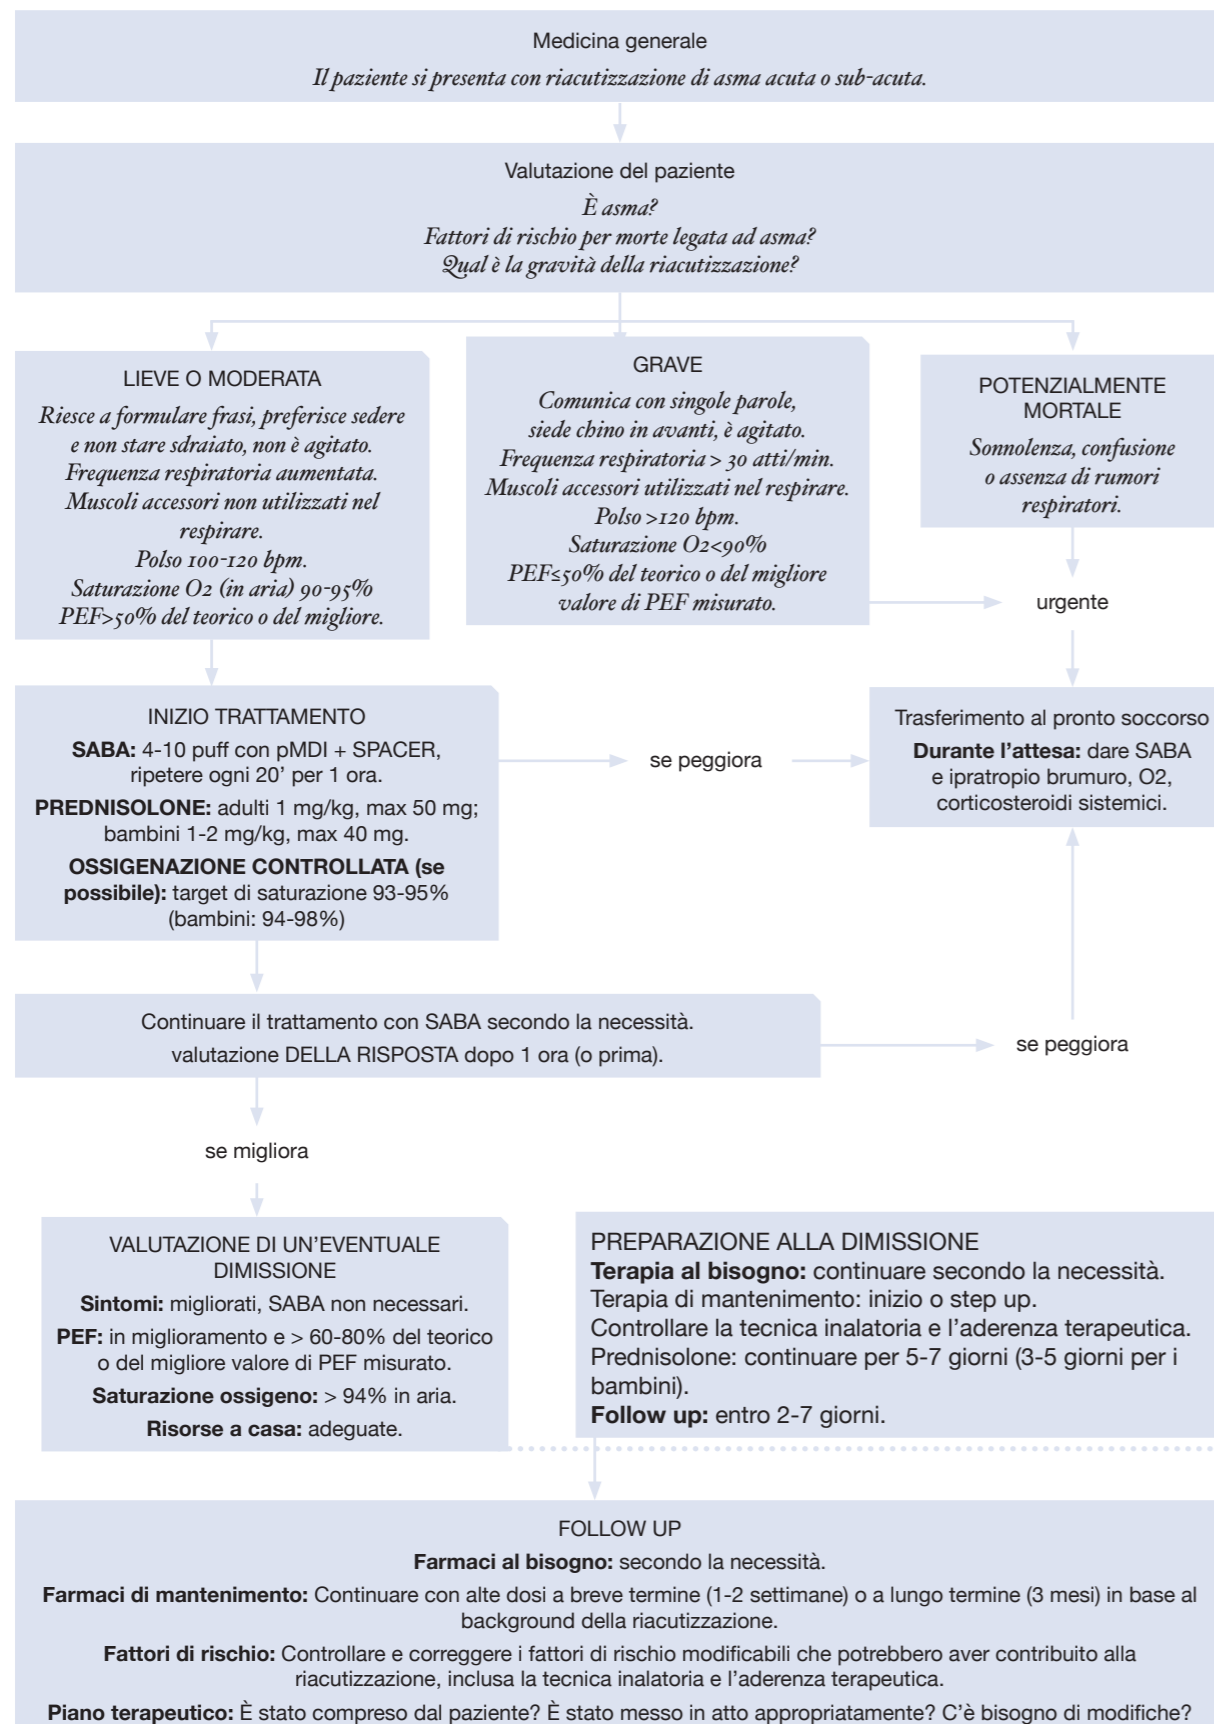 Medicina generale
Il paziente si presenta con riacutizzazione di asma acuta o sub-acuta.
Valutazione del paziente
È asma?
Fattori di rischio per morte legata ad asma?
Qual è la gravità della riacutizzazione?
LIEVE O MODERATA
Riesce a formulare frasi, preferisce sedere
e non stare sdraiato, non è agitato.
Frequenza respiratoria aumentata.
Muscoli accessori non utilizzati nel
respirare.
Polso 100-120 bpm.
Saturazione O2 (in aria) 90-95%
PEF>50% del teorico o del migliore.
GRAVE
Comunica con singole parole,
siede chino in avanti, è agitato.
Frequenza respiratoria > 30 atti/min.
Muscoli accessori utilizzati nel respirare.
Polso >120 bpm.
Saturazione O2<90%
PEF≤50% del teorico o del migliore
valore di PEF misurato.
POTENZIALMENTE
MORTALE
Sonnolenza, confusione
o assenza di rumori
respiratori.
urgente
INIZIO TRATTAMENTO
SABA: 4-10 puff con pMDI + SPACER,
ripetere ogni 20' per 1 ora.
PREDNISOLONE: adulti 1 mg/kg, max 50 mg;
bambini 1-2 mg/kg, max 40 mg.
OSSIGENAZIONE CONTROLLATA (se
possibile): target di saturazione 93-95%
(bambini: 94-98%)
se peggiora
Trasferimento al pronto soccorso
Durante l'attesa: dare SABA
e ipratropio brumuro, O2,
corticosteroidi sistemici.
Continuare il trattamento con SABA secondo la necessità.
valutazione DELLA RISPOSTA dopo 1 ora (o prima).
se peggiora
se migliora
VALUTAZIONE DI UN'EVENTUALE
DIMISSIONE
Sintomi: migliorati, SABA non necessari.
PEF: in miglioramento e > 60-80% del teorico
o del migliore valore di PEF misurato.
Saturazione ossigeno: > 94% in aria.
Risorse a casa: adeguate.
PREPARAZIONE ALLA DIMISSIONE
Terapia al bisogno: continuare secondo la necessità.
Terapia di mantenimento: inizio o step up.
Controllare la tecnica inalatoria e l'aderenza terapeutica.
Prednisolone: continuare per 5-7 giorni (3-5 giorni per i
bambini).
Follow up: entro 2-7 giorni.
FOLLOW UP
Farmaci al bisogno: secondo la necessità.
Farmaci di mantenimento: Continuare con alte dosi a breve termine (1-2 settimane) o a lungo termine (3 mesi) in base al
background della riacutizzazione.
Fattori di rischio: Controllare e correggere i fattori di rischio modificabili che potrebbero aver contribuito alla
riacutizzazione, inclusa la tecnica inalatoria e l'aderenza terapeutica.
Piano terapeutico: È stato compreso dal paziente? È stato messo in atto appropriatamente? C'è bisogno di modifiche?